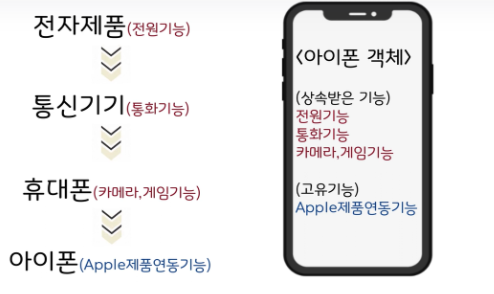 전자제품(전원기능)
통신기기(통화기능)
휴대폰(카메라,게임기능)
아이폰(Apple제품연동기능)
<아이폰 객체>
(상속받은 기능)
전원기능
통화기능
카메라,게임기능
(고유기능)
Apple제품연동기능